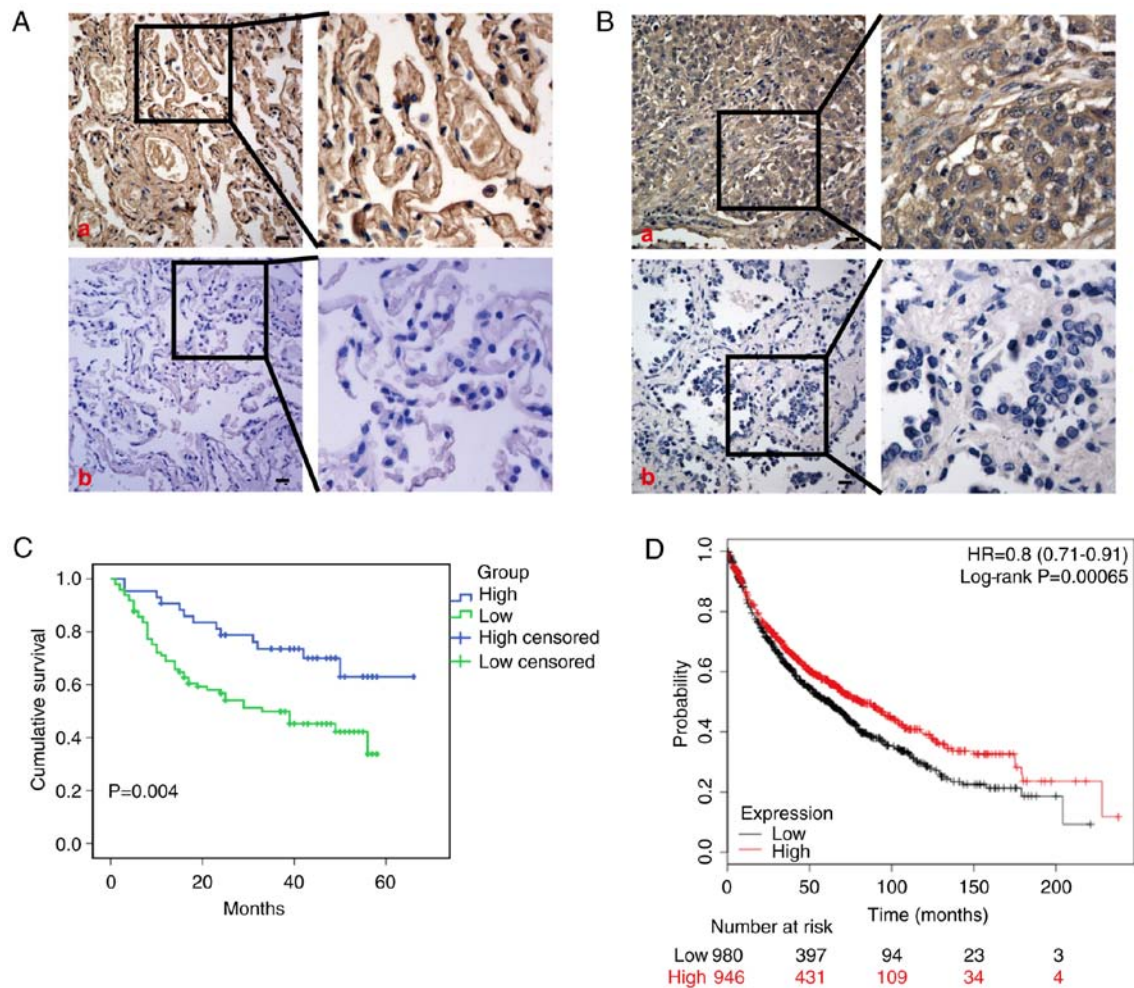 A
a
b
B
a
b
C
1.0
0.8
0.6
0.4
0.2
0.0
Cumulative survival
P=0.004
0 20 40 60
Months
Group
High
Low
High censored
Low censored
D
HR=0.8 (0.71-0.91)
Log-rank P=0.00065
1.0
0.8
0.6
0.4
0.2
0.0
Probability
Expression
Low
High
0 50 100 150 200
Time (months)
Number at risk
Low 980 397 94 23 3
High 946 431 109 34 4